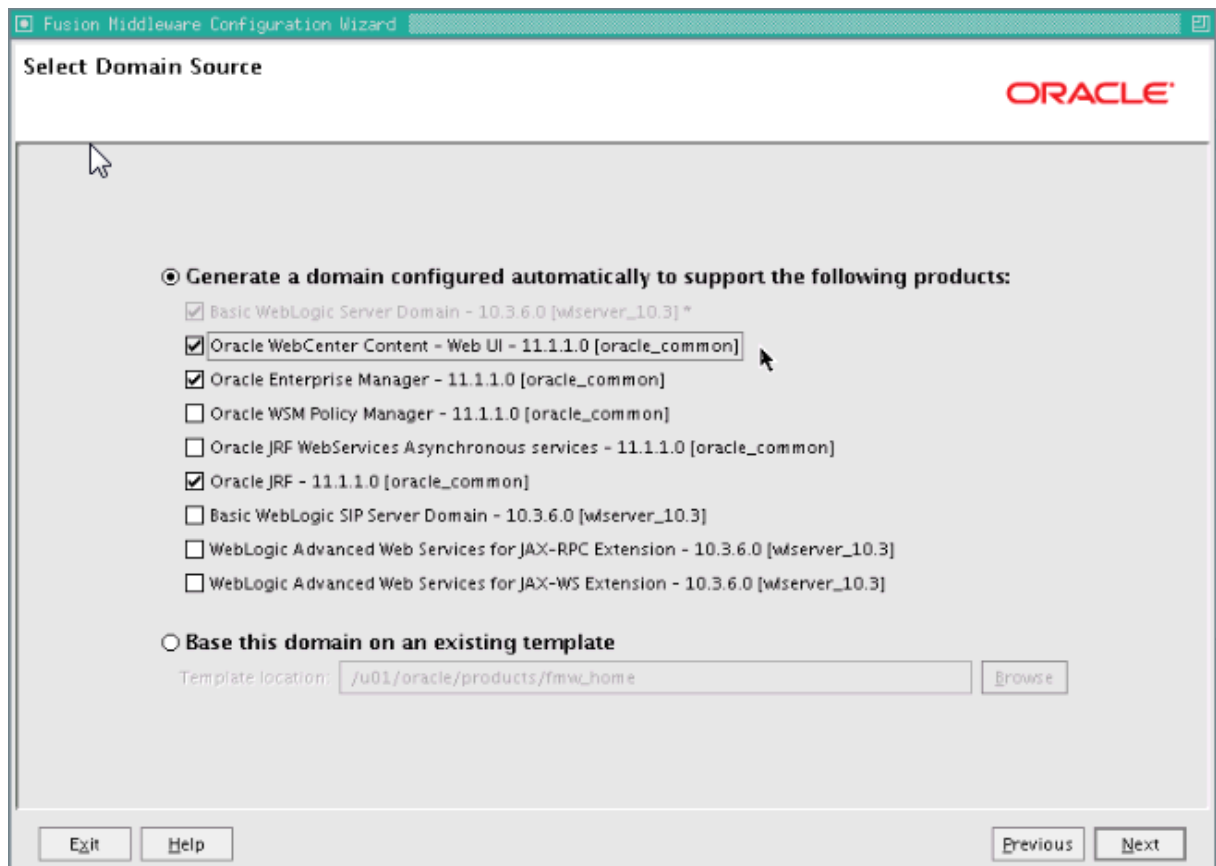 Fusion Middleware Configuration Wizard
Select Domain Source
ORACLE
Generate a domain configured automatically to support the following products:
Basic WebLogic Server Domain - 10.3.6.0 [wlserver_10.3] *
Oracle WebCenter Content - Web UI - 11.1.1.0 [oracle_common]
Oracle Enterprise Manager - 11.1.1.0 [oracle_common]
Oracle WSM Policy Manager - 11.1.1.0 [oracle_common]
Oracle JRF WebServices Asynchronous services - 11.1.1.0 [oracle_common]
Oracle JRF - 11.1.1.0 [oracle_common]
Basic WebLogic SIP Server Domain - 10.3.6.0 [wlserver_10.3]
WebLogic Advanced Web Services for JAX-RPC Extension - 10.3.6.0 [wlserver_10.3]
WebLogic Advanced Web Services for JAX-WS Extension - 10.3.6.0 [wlserver_10.3]
Base this domain on an existing template
Template location: /u01/oracle/products/fmw_home Browse
Exit Help Previous Next